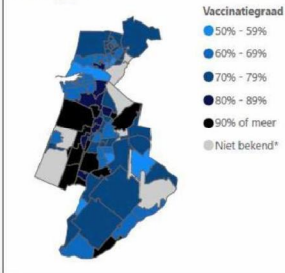 Vaccinatiegraad
50% - 59%
60% - 69%
70% - 79%
80% - 89%
90% of meer
Niet bekend*